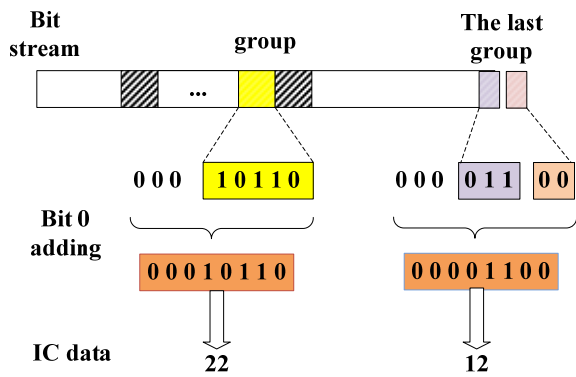 Bit stream
group
The last group
...
0 0 0 1 0 1 1 0
0 0 0 0 1 1 0 0
Bit 0 adding
0 0 0 1 0 1 1 0
0 0 0 0 1 1 0 0
IC data
22
12